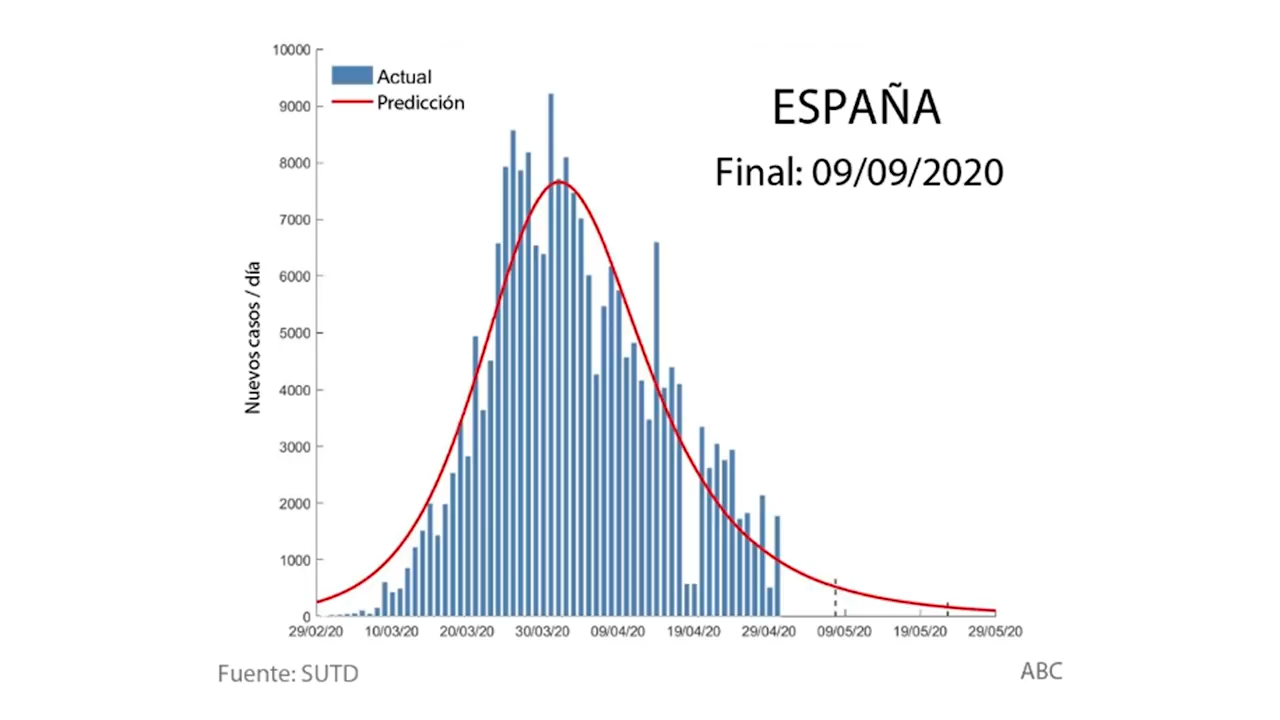 10000
9000
8000
7000
6000
5000
4000
3000
2000
1000
0
Nuevos casos / día
Actual
Predicción
ESPAÑA
Final: 09/09/2020
29/02/20 10/03/20 20/03/20 30/03/20 09/04/20 19/04/20 29/04/20 09/05/20 19/05/20 29/05/20
Fuente: SUTD
ABC